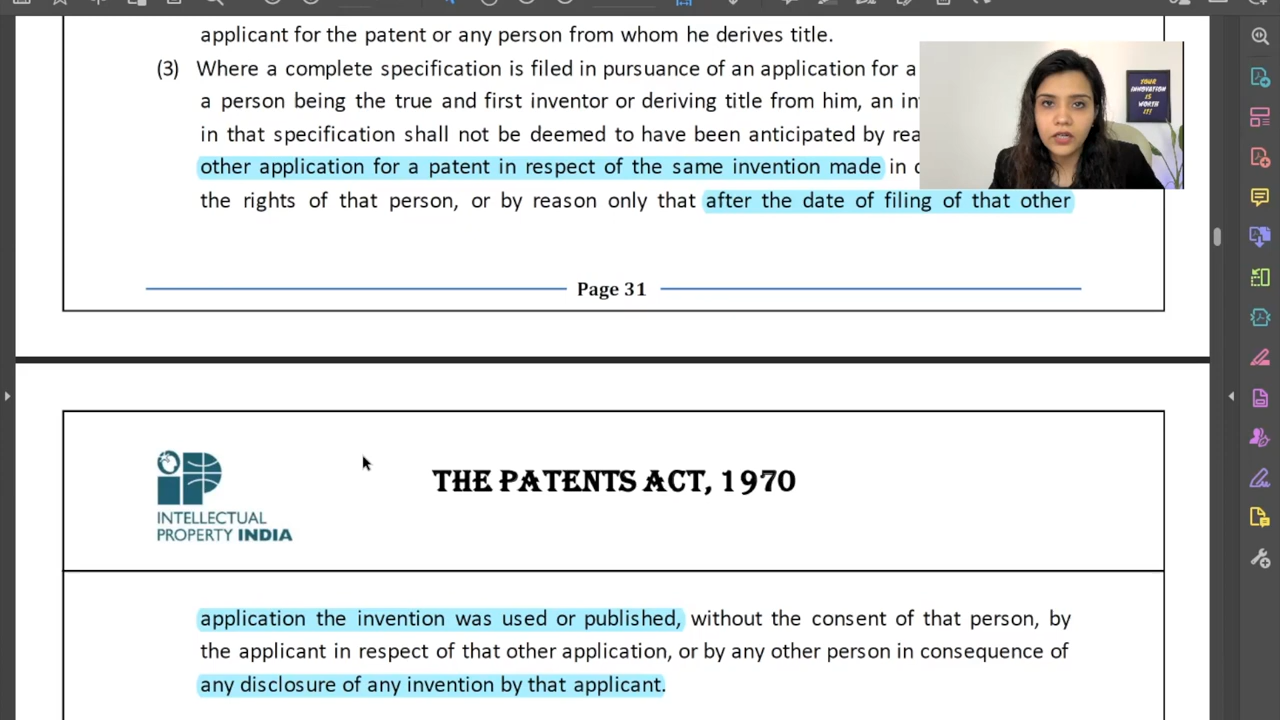 applicant for the patent or any person from whom he derives title.
(3) Where a complete specification is filed in pursuance of an application for a
a person being the true and first inventor or deriving title from him, an
in that specification shall not be deemed to have been anticipated by
other application for a patent in respect of the same invention made in
the rights of that person, or by reason only that after the date of filing of that other
YOUR
INNOVATION
IS
WORTH
IT!
Page 31
THE PATENTS ACT, 1970
INTELLECTUAL
PROPERTY INDIA
application the invention was used or published, without the consent of that person, by
the applicant in respect of that other application, or by any other person in consequence of
any disclosure of any invention by that applicant.